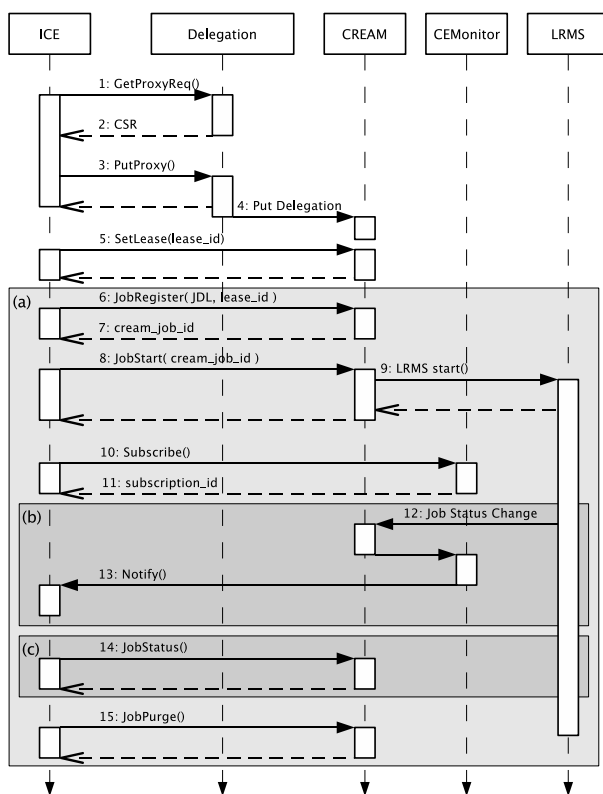 ICE
Delegation
CREAM
CEMonitor
LRMS
1: GetProxyReq()
2: CSR
3: PutProxy()
4: Put Delegation
5: SetLease(lease_id)
(a)
6: JobRegister( JDL, lease_id )
7: cream_job_id
8: JobStart( cream_job_id )
9: LRMS start()
10: Subscribe()
11: subscription_id
(b)
12: Job Status Change
13: Notify()
(c)
14: JobStatus()
15: JobPurge()